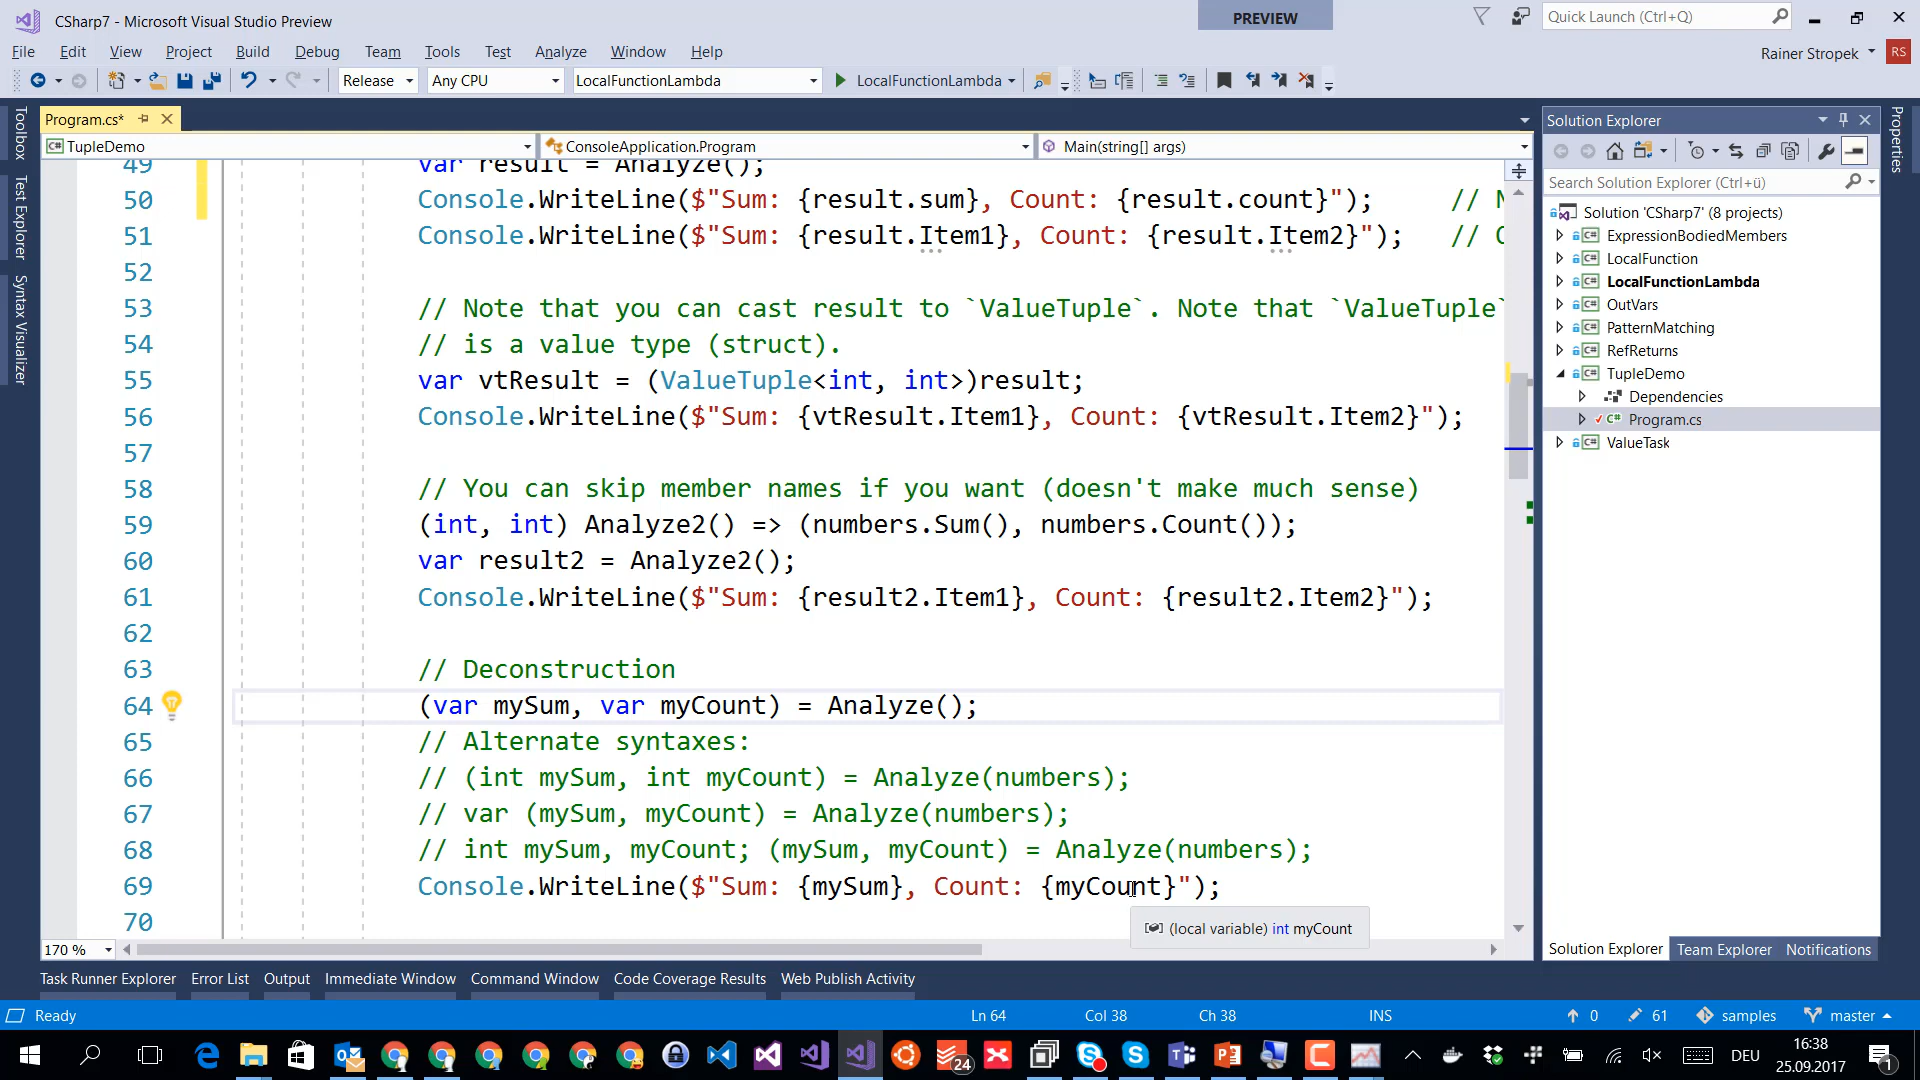 CSharp7 - Microsoft Visual Studio Preview
PREVIEW
Quick Launch (Ctrl+Q)
File Edit View Project Build Debug Team Tools Test Analyze Window Help
Rainer Stropek RS
Release Any CPU LocalFunctionLambda LocalFunctionLambda
Toolbox
Test Explorer
Syntax Visualizer
Program.cs*
TupleDemo ConsoleApplication.Program Main(string[] args)
49 var result = Analyze();
50 Console.WriteLine($"Sum: {result.sum}, Count: {result.count}"); // N
51 Console.WriteLine($"Sum: {result.Item1}, Count: {result.Item2}"); //
52
53 // Note that you can cast result to `ValueTuple`. Note that `ValueTuple`
54 // is a value type (struct).
55 var vtResult = (ValueTuple<int, int>)result;
56 Console.WriteLine($"Sum: {vtResult.Item1}, Count: {vtResult.Item2}");
57
58 // You can skip member names if you want (doesn't make much sense)
59 (int, int) Analyze2() => (numbers.Sum(), numbers.Count());
60 var result2 = Analyze2();
61 Console.WriteLine($"Sum: {result2.Item1}, Count: {result2.Item2}");
62
63 // Deconstruction
64 (var mySum, var myCount) = Analyze();
65 // Alternate syntaxes:
66 // (int mySum, int myCount) = Analyze(numbers);
67 // var (mySum, myCount) = Analyze(numbers);
68 // int mySum, myCount; (mySum, myCount) = Analyze(numbers);
69 Console.WriteLine($"Sum: {mySum}, Count: {myCount}");
70
(local variable) int myCount
170 %
Solution Explorer
Search Solution Explorer (Ctrl+ü)
Solution 'CSharp7' (8 projects)
C# ExpressionBodiedMembers
C# LocalFunction
C# LocalFunctionLambda
C# OutVars
C# PatternMatching
C# RefReturns
C# TupleDemo
Dependencies
C# Program.cs
C# ValueTask
Solution Explorer Team Explorer Notifications
Properties
Task Runner Explorer Error List Output Immediate Window Command Window Code Coverage Results Web Publish Activity
Ready Ln 64 Col 38 Ch 38 INS 0 61 samples master
24 DEU 16:38
25.09.2017 1